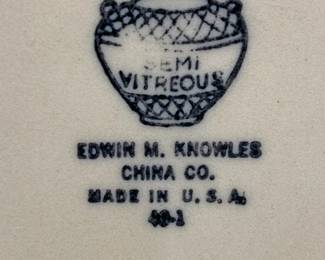 SEMI
VITREOUS
EDWIN M. KNOWLES
CHINA CO.
MADE IN U. S. A.